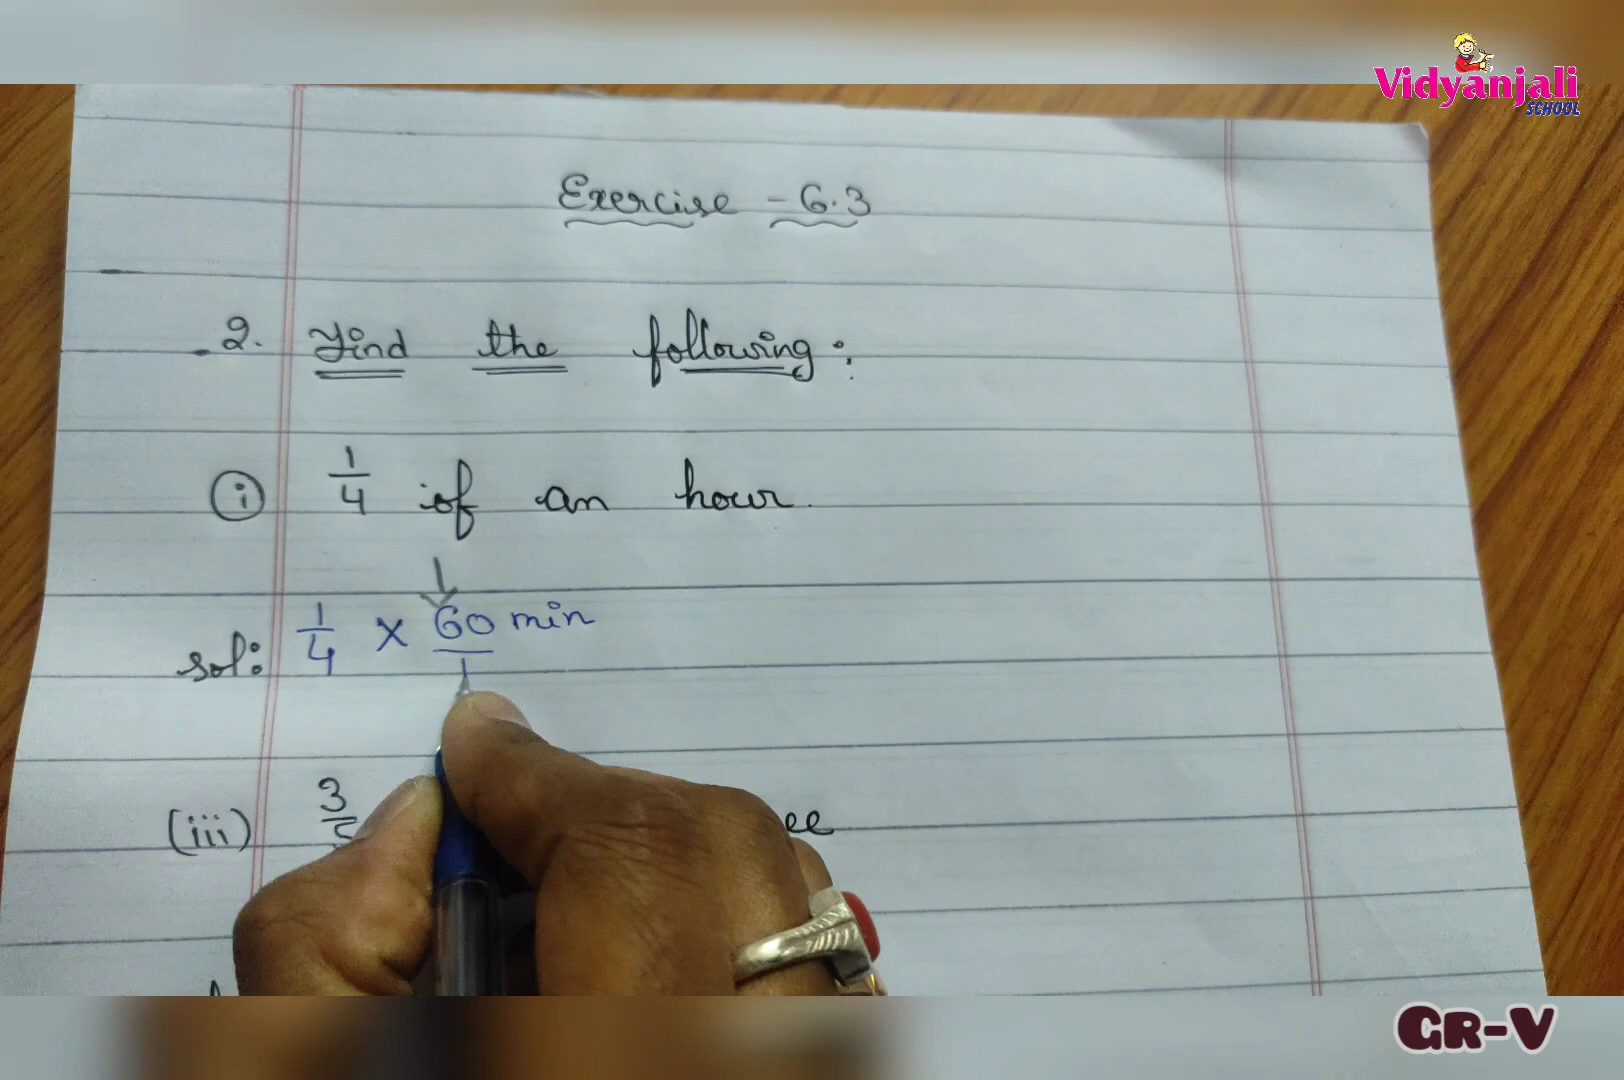 Vidyanjali
SCHOOL
Exercise - 6.3
2. Find the following:
(i) 1/4 of an hour.
sol: 1/4 × 60/1 min
(iii) 3/5
GR-V